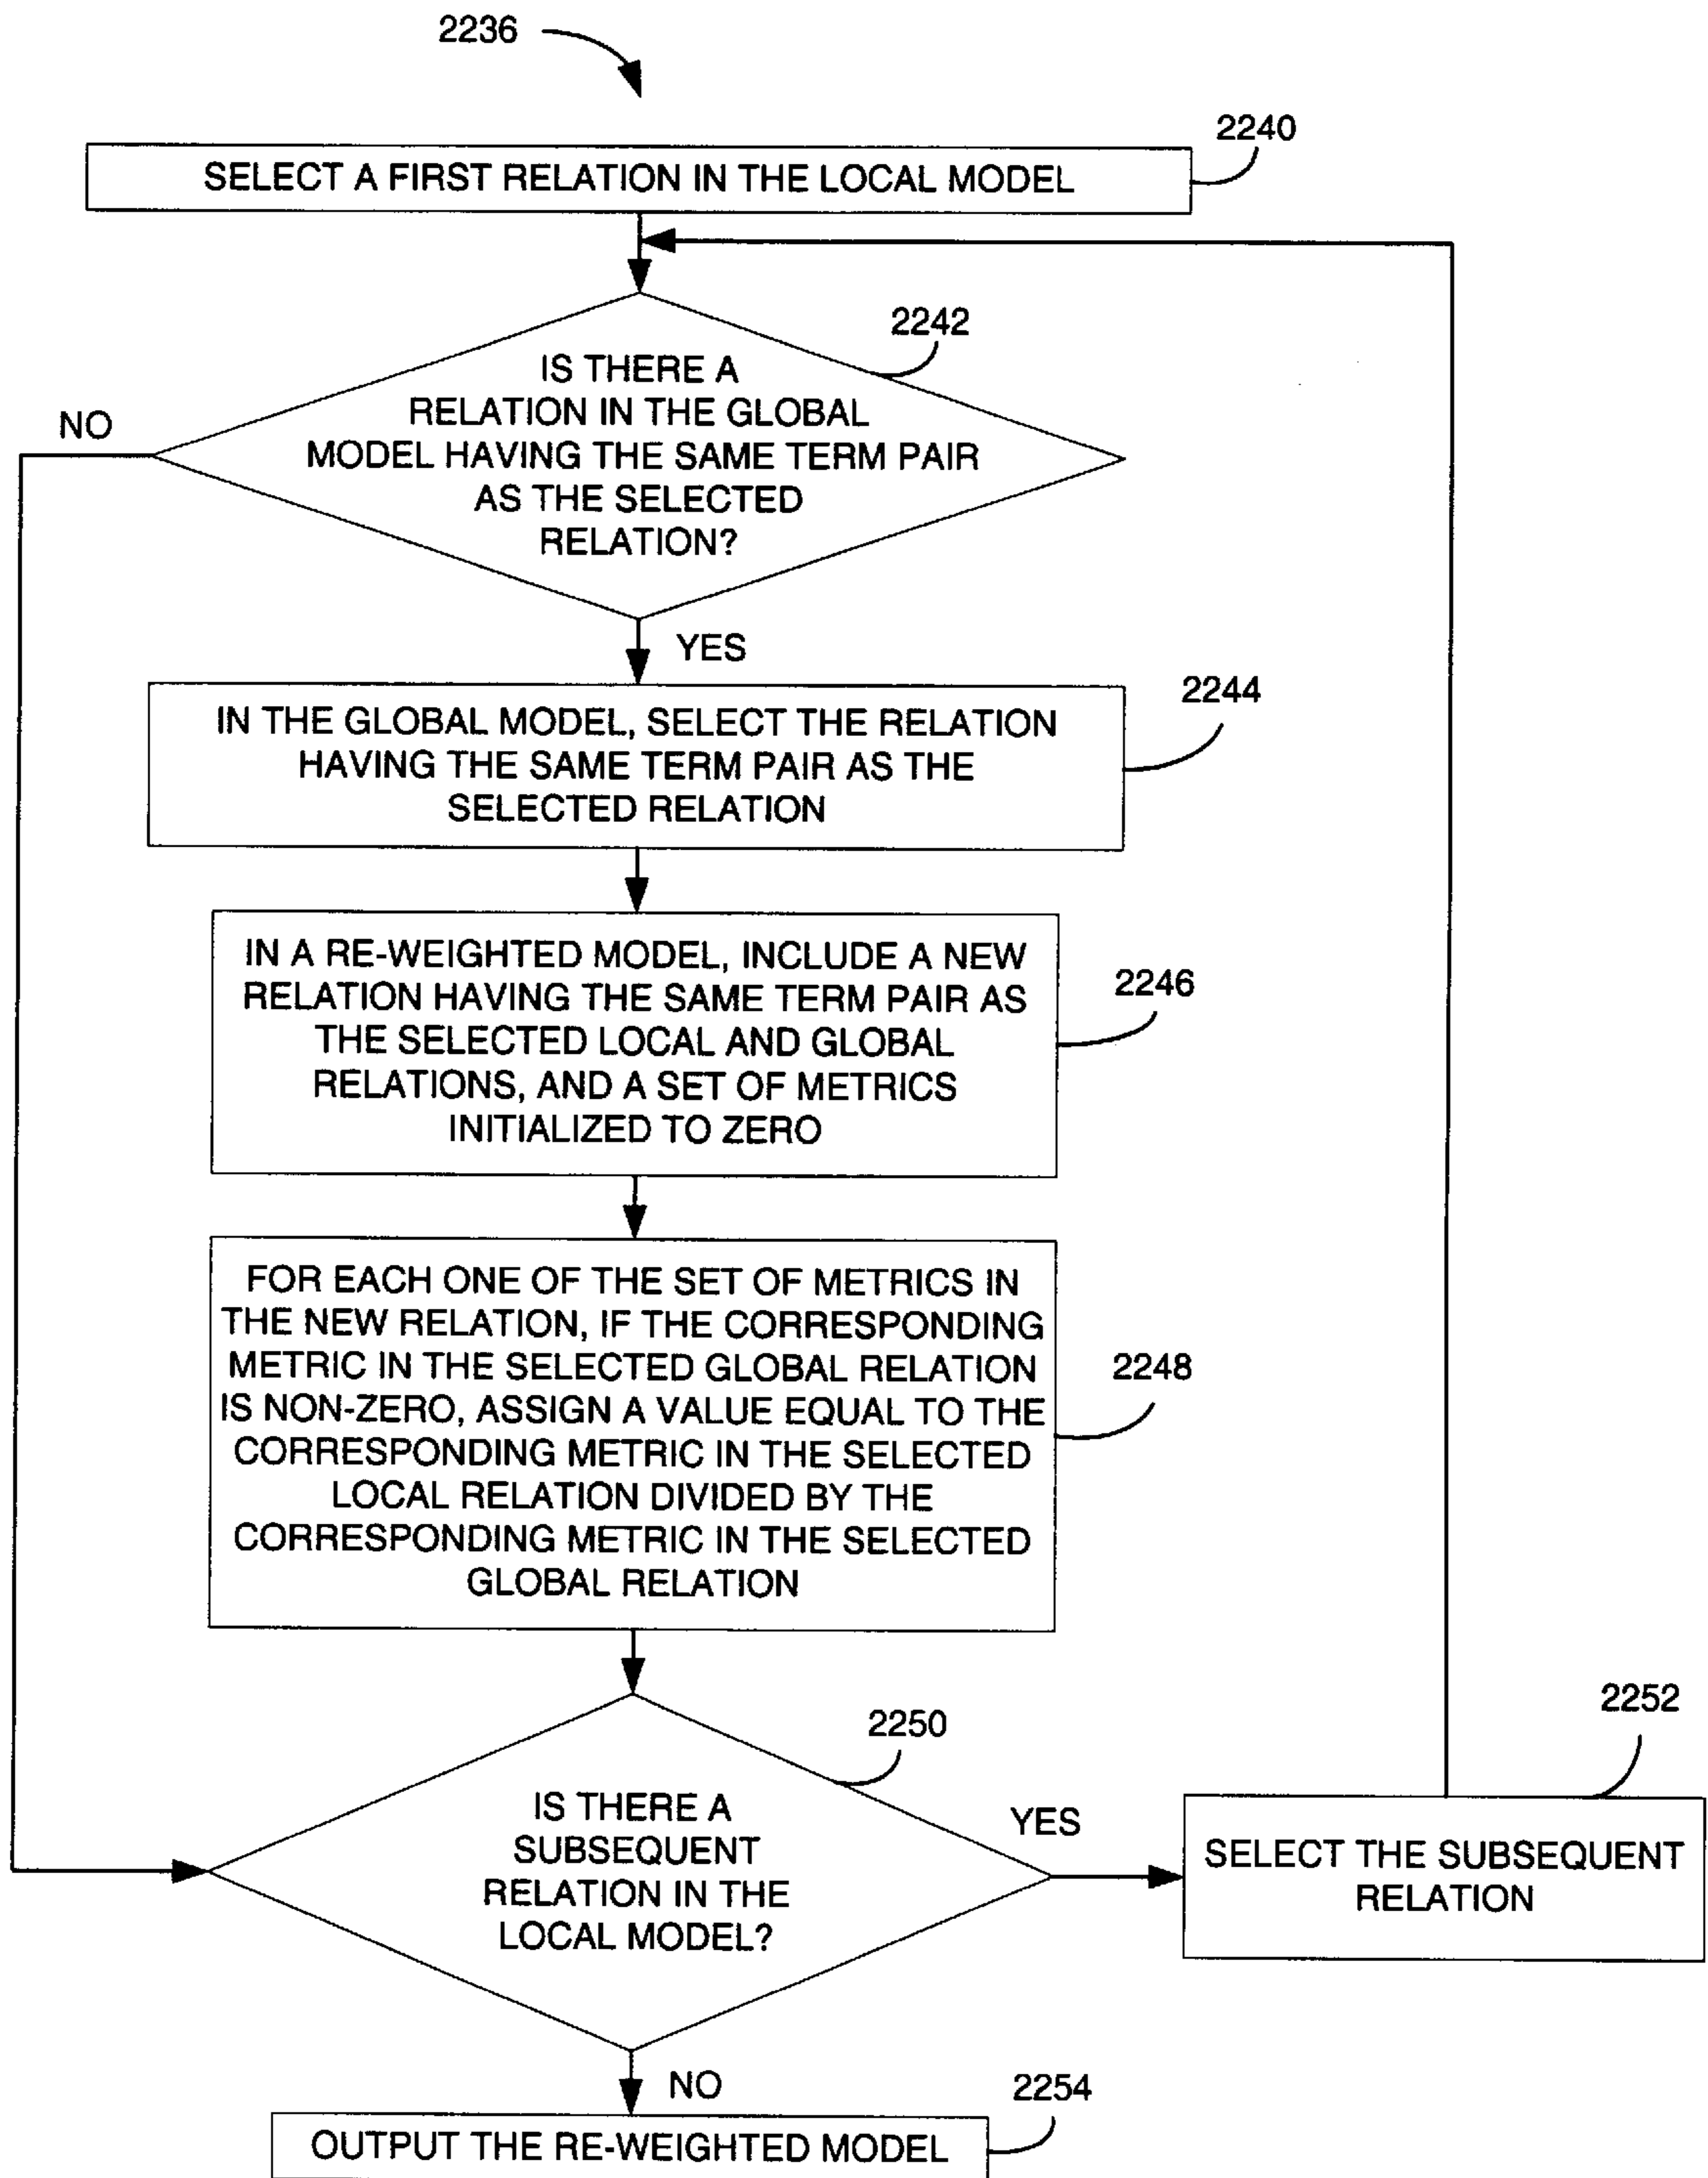 2236
2240
SELECT A FIRST RELATION IN THE LOCAL MODEL
2242
IS THERE A
RELATION IN THE GLOBAL
MODEL HAVING THE SAME TERM PAIR
AS THE SELECTED
RELATION?
NO
YES
2244
IN THE GLOBAL MODEL, SELECT THE RELATION
HAVING THE SAME TERM PAIR AS THE
SELECTED RELATION
2246
IN A RE-WEIGHTED MODEL, INCLUDE A NEW
RELATION HAVING THE SAME TERM PAIR AS
THE SELECTED LOCAL AND GLOBAL
RELATIONS, AND A SET OF METRICS
INITIALIZED TO ZERO
2248
FOR EACH ONE OF THE SET OF METRICS IN
THE NEW RELATION, IF THE CORRESPONDING
METRIC IN THE SELECTED GLOBAL RELATION
IS NON-ZERO, ASSIGN A VALUE EQUAL TO THE
CORRESPONDING METRIC IN THE SELECTED
LOCAL RELATION DIVIDED BY THE
CORRESPONDING METRIC IN THE SELECTED
GLOBAL RELATION
2250
IS THERE A
SUBSEQUENT
RELATION IN THE
LOCAL MODEL?
YES
2252
SELECT THE SUBSEQUENT
RELATION
NO
2254
OUTPUT THE RE-WEIGHTED MODEL